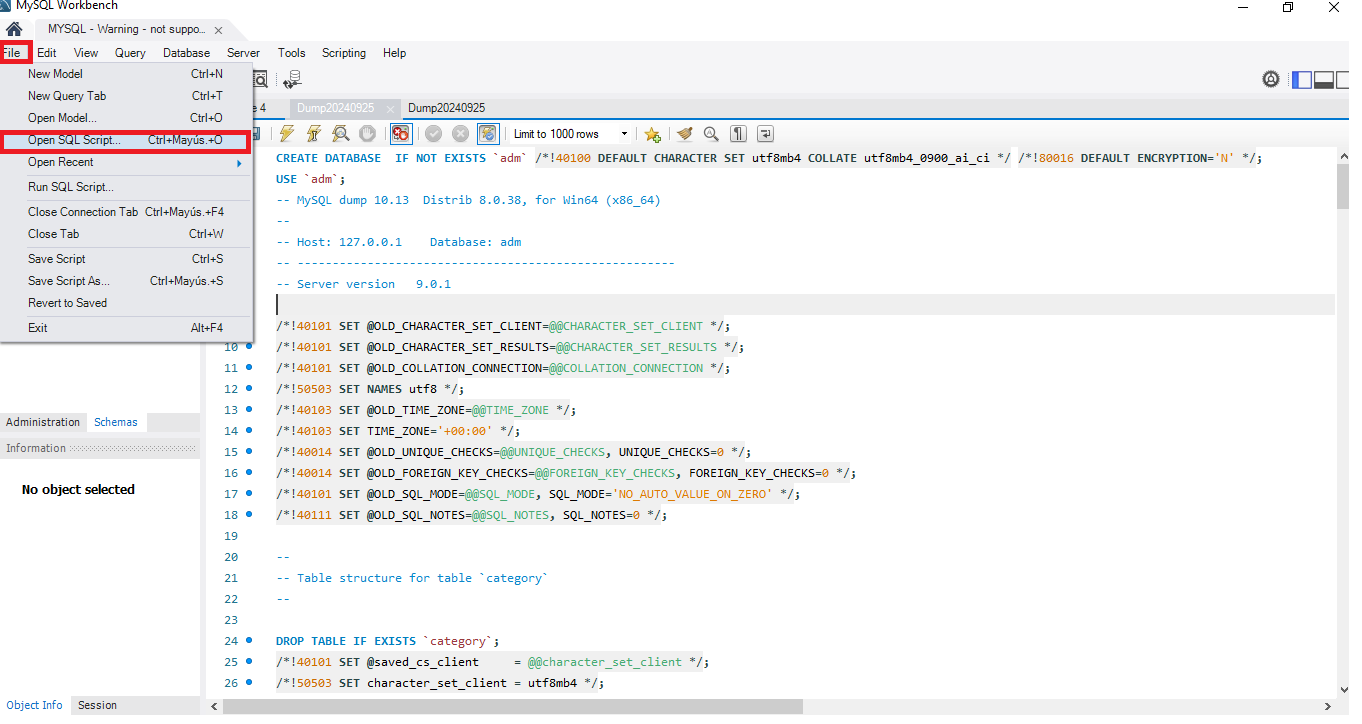 MySQL Workbench
MYSQL - Warning - not suppo...
File Edit View Query Database Server Tools Scripting Help
New Model Ctrl+N
New Query Tab Ctrl+T
Open Model... Ctrl+O
Open SQL Script... Ctrl+Mayús.+O
Open Recent
Run SQL Script...
Close Connection Tab Ctrl+Mayús.+F4
Close Tab Ctrl+W
Save Script Ctrl+S
Save Script As... Ctrl+Mayús.+S
Revert to Saved
Exit Alt+F4
e 4 Dump20240925 Dump20240925
Limit to 1000 rows
CREATE DATABASE  IF NOT EXISTS `adm` /*!40100 DEFAULT CHARACTER SET utf8mb4 COLLATE utf8mb4_0900_ai_ci */ /*!80016 DEFAULT ENCRYPTION='N' */;
USE `adm`;
-- MySQL dump 10.13  Distrib 8.0.38, for Win64 (x86_64)
--
-- Host: 127.0.0.1    Database: adm
-- ------------------------------------------------------
-- Server version   9.0.1
/*!40101 SET @OLD_CHARACTER_SET_CLIENT=@@CHARACTER_SET_CLIENT */;
10 /*!40101 SET @OLD_CHARACTER_SET_RESULTS=@@CHARACTER_SET_RESULTS */;
11 /*!40101 SET @OLD_COLLATION_CONNECTION=@@COLLATION_CONNECTION */;
12 /*!50503 SET NAMES utf8 */;
13 /*!40103 SET @OLD_TIME_ZONE=@@TIME_ZONE */;
14 /*!40103 SET TIME_ZONE='+00:00' */;
15 /*!40014 SET @OLD_UNIQUE_CHECKS=@@UNIQUE_CHECKS, UNIQUE_CHECKS=0 */;
16 /*!40014 SET @OLD_FOREIGN_KEY_CHECKS=@@FOREIGN_KEY_CHECKS, FOREIGN_KEY_CHECKS=0 */;
17 /*!40101 SET @OLD_SQL_MODE=@@SQL_MODE, SQL_MODE='NO_AUTO_VALUE_ON_ZERO' */;
18 /*!40111 SET @OLD_SQL_NOTES=@@SQL_NOTES, SQL_NOTES=0 */;
19
20 --
21 -- Table structure for table `category`
22 --
23
24 DROP TABLE IF EXISTS `category`;
25 /*!40101 SET @saved_cs_client     = @@character_set_client */;
26 /*!50503 SET character_set_client = utf8mb4 */;
Administration Schemas
Information
No object selected
Object Info Session